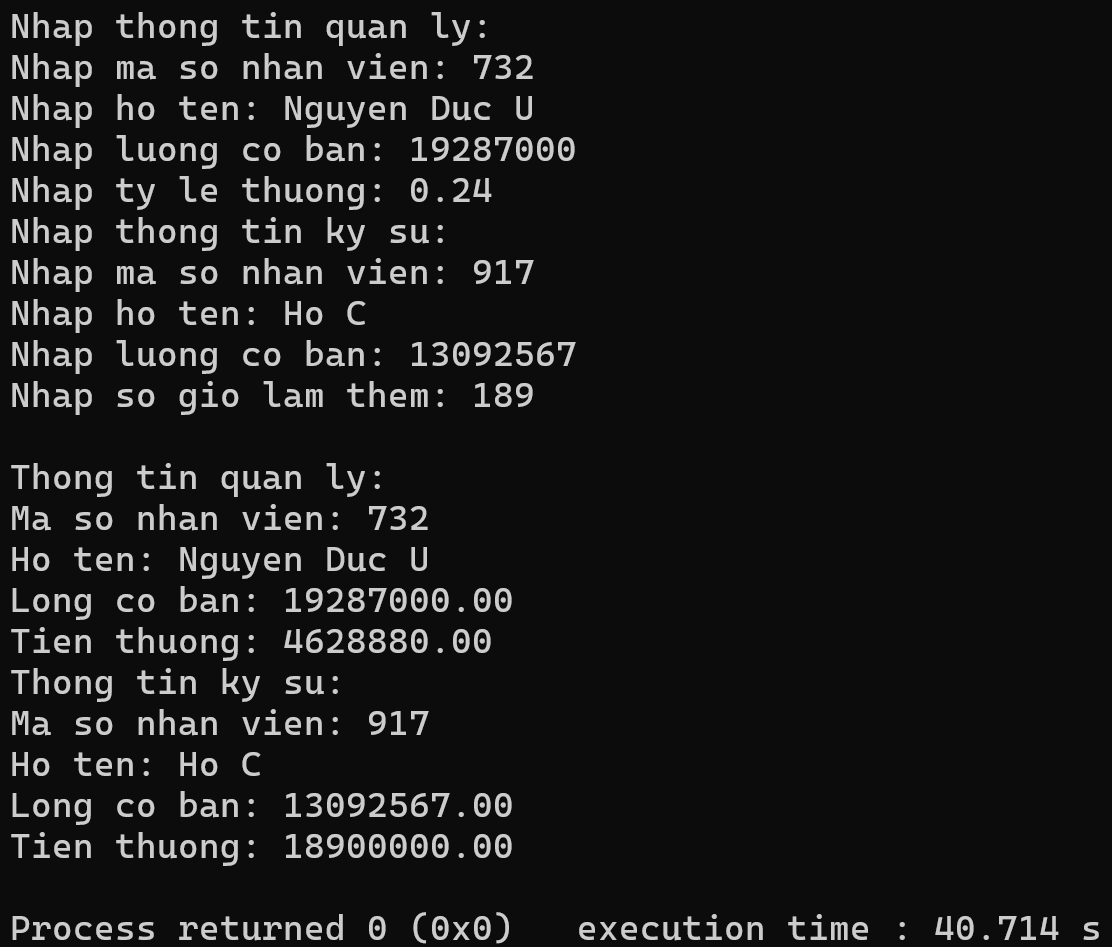 Nhap thong tin quan ly:
Nhap ma so nhan vien: 732
Nhap ho ten: Nguyen Duc U
Nhap luong co ban: 19287000
Nhap ty le thuong: 0.24
Nhap thong tin ky su:
Nhap ma so nhan vien: 917
Nhap ho ten: Ho C
Nhap luong co ban: 13092567
Nhap so gio lam them: 189

Thong tin quan ly:
Ma so nhan vien: 732
Ho ten: Nguyen Duc U
Long co ban: 19287000.00
Tien thuong: 4628880.00
Thong tin ky su:
Ma so nhan vien: 917
Ho ten: Ho C
Long co ban: 13092567.00
Tien thuong: 18900000.00

Process returned 0 (0x0)   execution time : 40.714 s